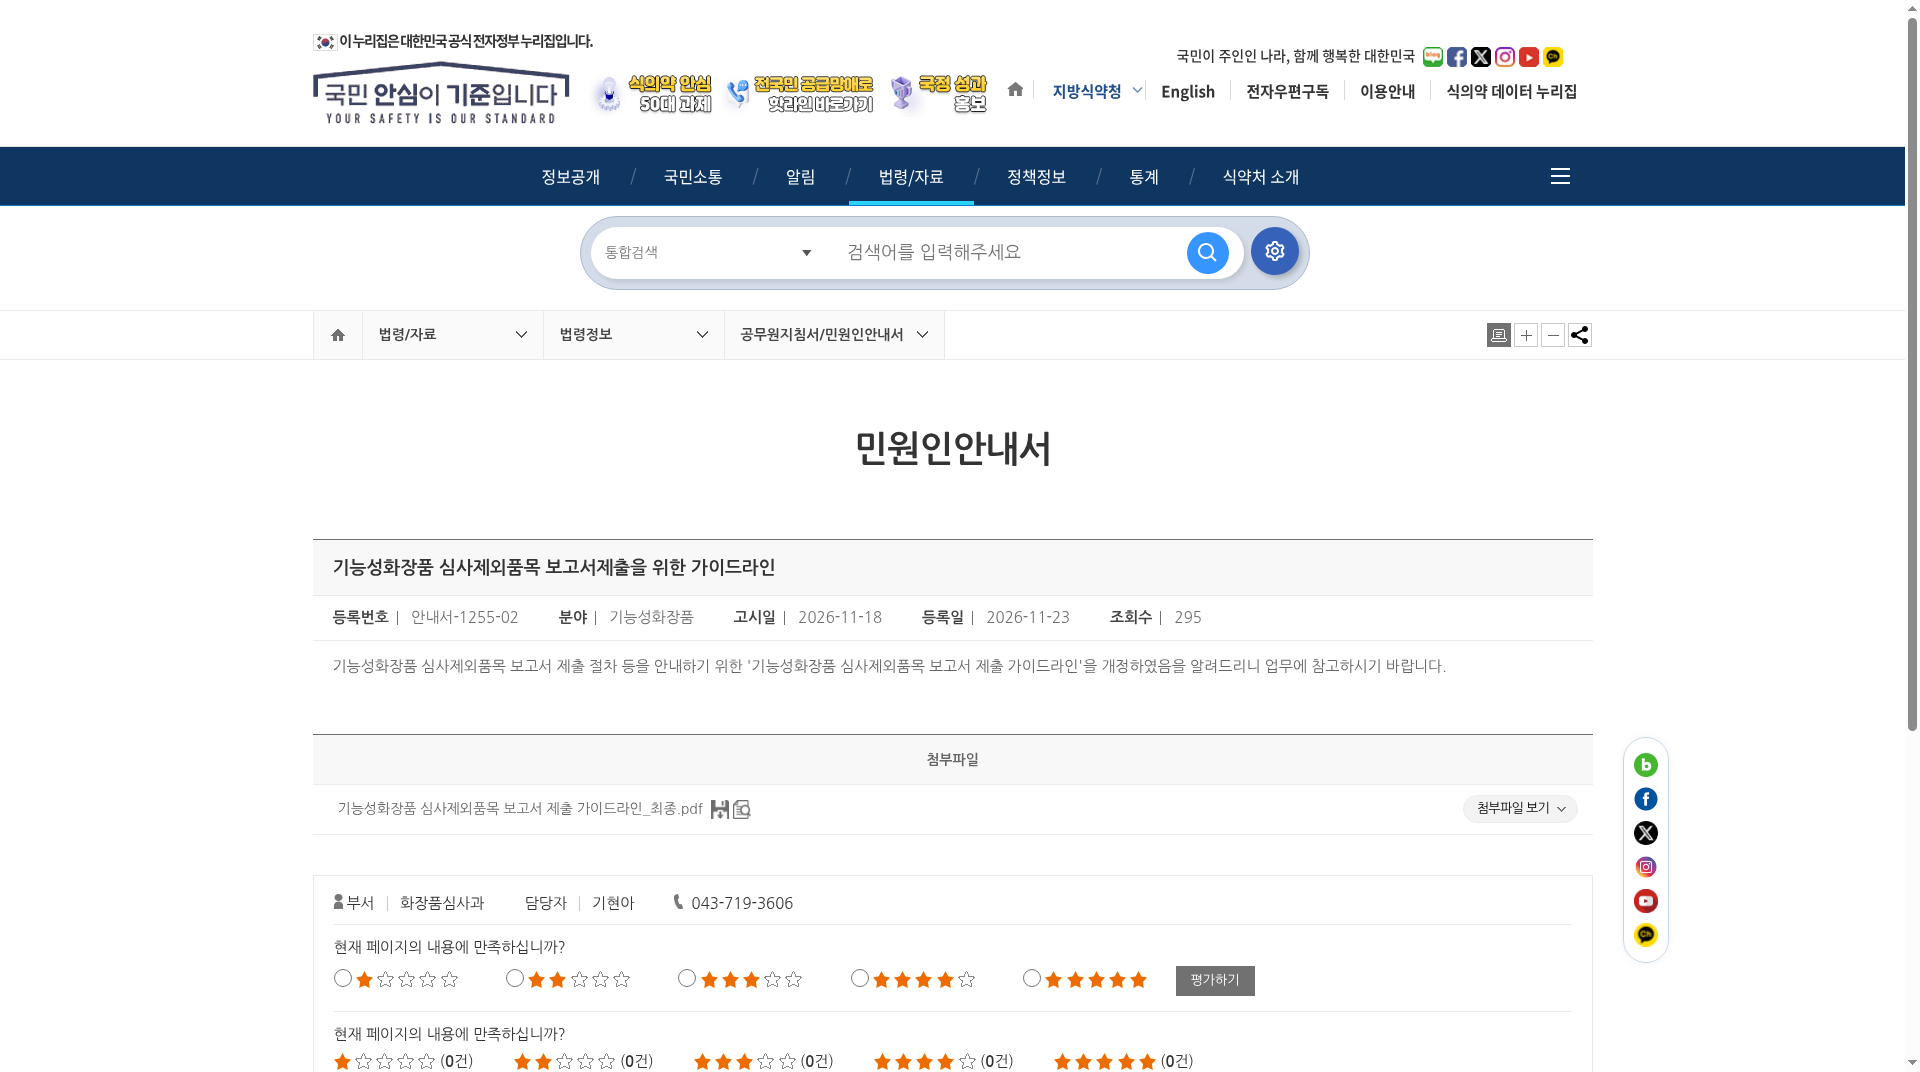 이 누리집은 대한민국 공식 전자정부 누리집입니다.
국민이 주인인 나라, 함께 행복한 대한민국
국민 안심이 기준입니다
YOUR SAFETY IS OUR STANDARD
식의약 안심
50대 과제
전국민 공급망애로
핫라인 바로가기
국정 성과
홍보
지방식약청
English
전자우편구독
이용안내
식의약 데이터 누리집
정보공개 / 국민소통 / 알림 / 법령/자료 / 정책정보 / 통계 / 식약처 소개
통합검색
검색어를 입력해주세요
법령/자료
법령정보
공무원지침서/민원인안내서
민원인안내서
기능성화장품 심사제외품목 보고서제출을 위한 가이드라인
등록번호 | 안내서-1255-02 분야 | 기능성화장품 고시일 | 2026-11-18 등록일 | 2026-11-23 조회수 | 295
기능성화장품 심사제외품목 보고서 제출 절차 등을 안내하기 위한 '기능성화장품 심사제외품목 보고서 제출 가이드라인'을 개정하였음을 알려드리니 업무에 참고하시기 바랍니다.
첨부파일
기능성화장품 심사제외품목 보고서 제출 가이드라인_최종.pdf
첨부파일 보기
부서 | 화장품심사과 담당자 | 기현아 043-719-3606
현재 페이지의 내용에 만족하십니까?
평가하기
현재 페이지의 내용에 만족하십니까?
(0건) (0건) (0건) (0건) (0건)